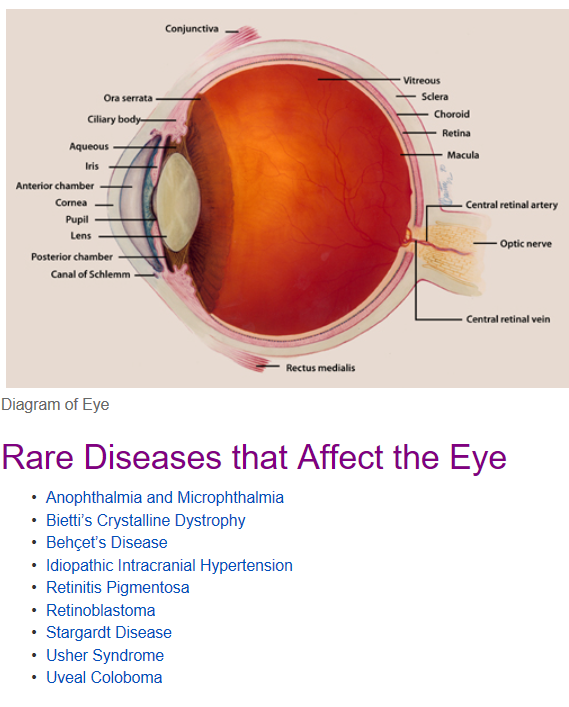 Conjunctiva
Ora serrata
Ciliary body
Aqueous
Iris
Anterior chamber
Cornea
Pupil
Lens
Posterior chamber
Canal of Schlemm
Vitreous
Sclera
Choroid
Retina
Macula
Central retinal artery
Optic nerve
Central retinal vein
Rectus medialis
Diagram of Eye
Rare Diseases that Affect the Eye
• Anophthalmia and Microphthalmia
• Bietti’s Crystalline Dystrophy
• Behçet’s Disease
• Idiopathic Intracranial Hypertension
• Retinitis Pigmentosa
• Retinoblastoma
• Stargardt Disease
• Usher Syndrome
• Uveal Coloboma